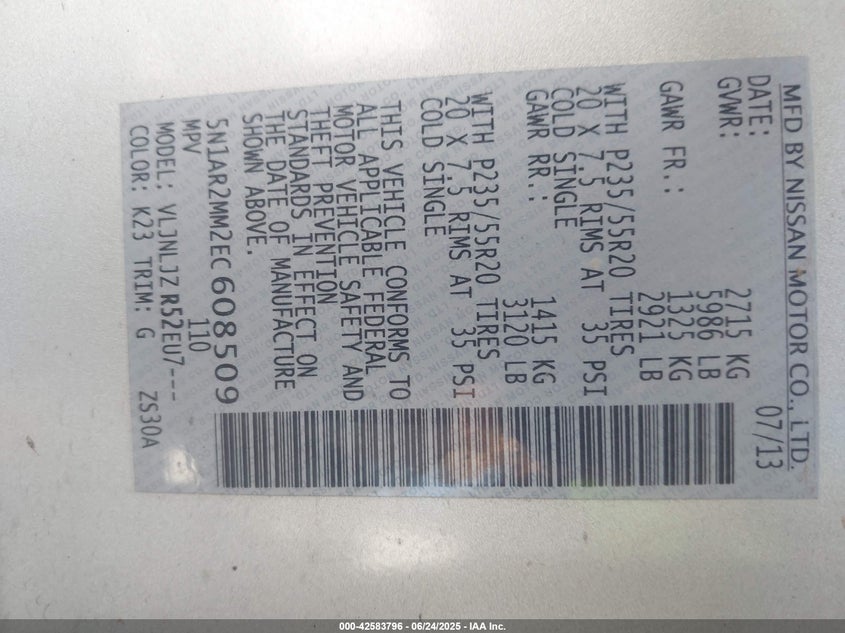 MFD BY NISSAN MOTOR CO., LTD.
DATE: 07/13
GVWR: 2715 KG
5986 LB
GAWR FR.: 1325 KG
2921 LB
WITH P235/55R20 TIRES
20 X 7.5 RIMS AT 35 PSI
COLD SINGLE
GAWR RR.: 1415 KG
3120 LB
WITH P235/55R20 TIRES
20 X 7.5 RIMS AT 35 PSI
COLD SINGLE
THIS VEHICLE CONFORMS TO
ALL APPLICABLE FEDERAL
MOTOR VEHICLE SAFETY AND
THEFT PREVENTION
STANDARDS IN EFFECT ON
THE DATE OF MANUFACTURE
SHOWN ABOVE.
5N1AR2MM2EC608509
MPV 110
MODEL: VLJNLJZ R52EU7---
COLOR: K23 TRIM: G ZS30A
000-42583796 - 06/24/2025 - IAA Inc.